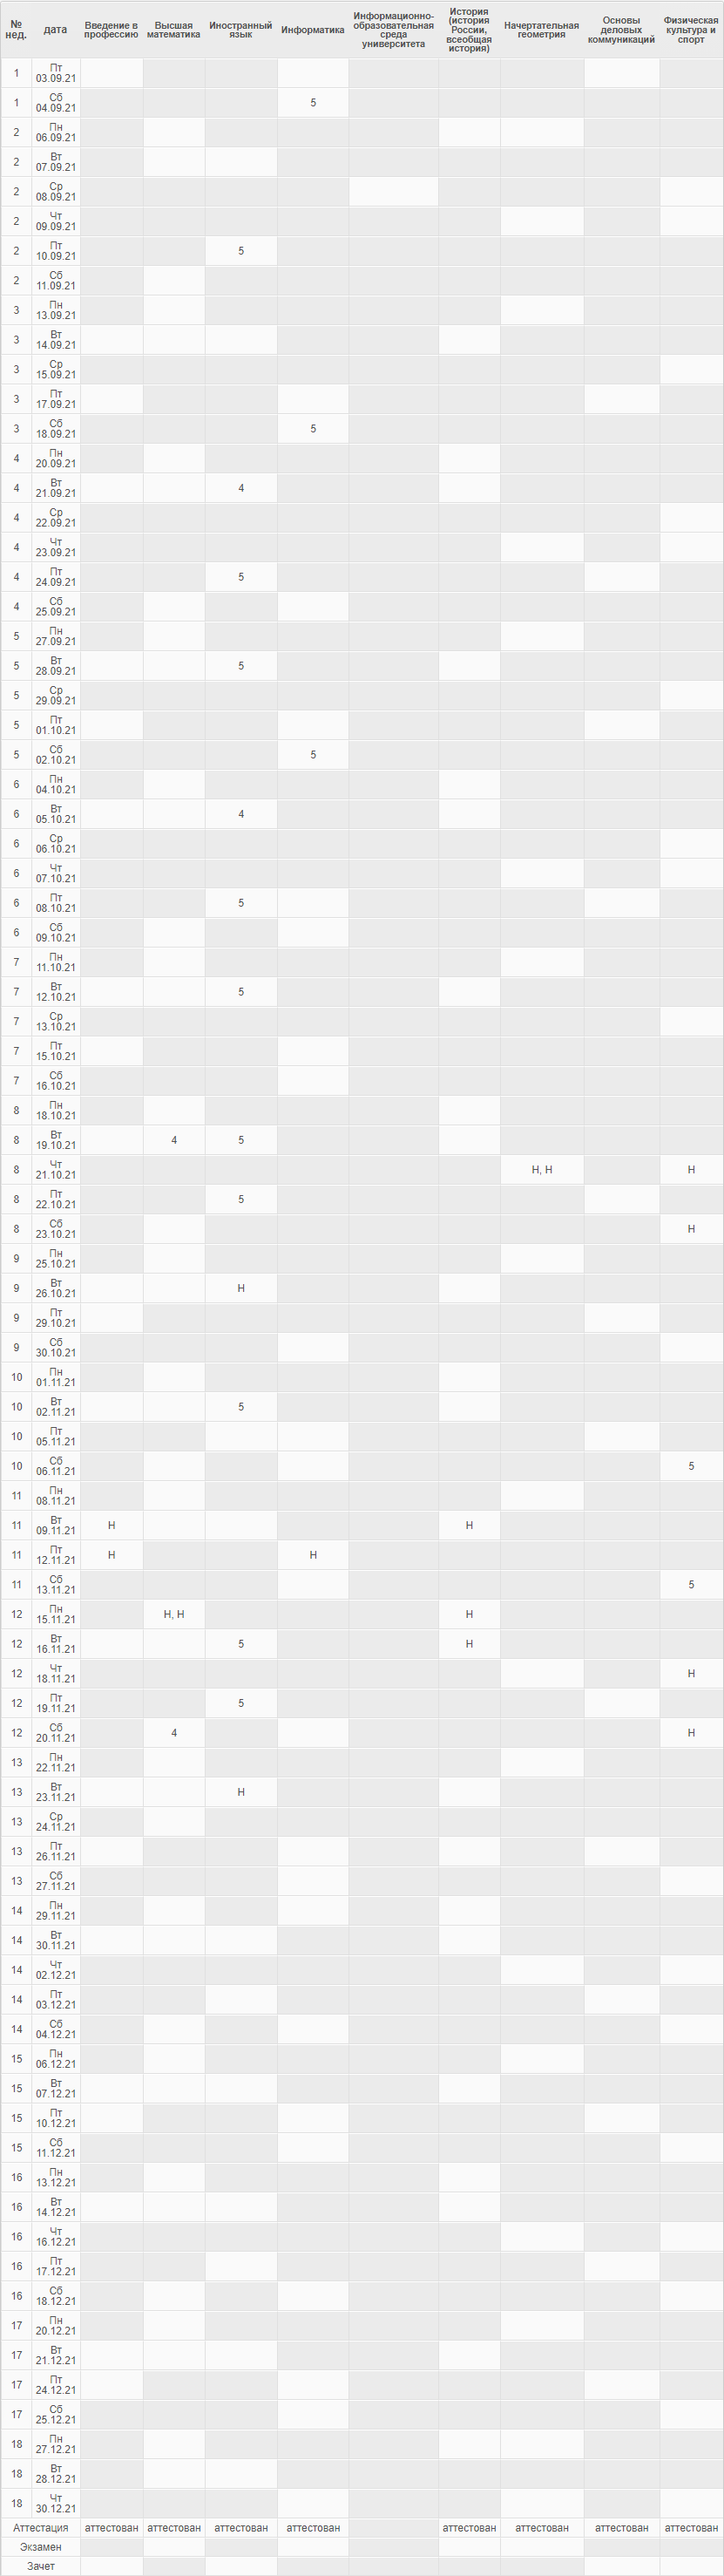 № нед. дата Введение в профессию Высшая математика Иностранный язык Информатика Информационно-образовательная среда университета История (история России, всеобщая история) Начертательная геометрия Основы деловых коммуникаций Физическая культура и спорт
1 Пт 03.09.21
1 Сб 04.09.21 5
2 Пн 06.09.21
2 Вт 07.09.21
2 Ср 08.09.21
2 Чт 09.09.21
2 Пт 10.09.21 5
2 Сб 11.09.21
3 Пн 13.09.21
3 Вт 14.09.21
3 Ср 15.09.21
3 Пт 17.09.21
3 Сб 18.09.21 5
4 Пн 20.09.21
4 Вт 21.09.21 4
4 Ср 22.09.21
4 Чт 23.09.21
4 Пт 24.09.21 5
4 Сб 25.09.21
5 Пн 27.09.21
5 Вт 28.09.21 5
5 Ср 29.09.21
5 Пт 01.10.21
5 Сб 02.10.21 5
6 Пн 04.10.21
6 Вт 05.10.21 4
6 Ср 06.10.21
6 Чт 07.10.21
6 Пт 08.10.21 5
6 Сб 09.10.21
7 Пн 11.10.21
7 Вт 12.10.21 5
7 Ср 13.10.21
7 Пт 15.10.21
7 Сб 16.10.21
8 Пн 18.10.21
8 Вт 19.10.21 4 5
8 Чт 21.10.21 Н, Н Н
8 Пт 22.10.21 5
8 Сб 23.10.21 Н
9 Пн 25.10.21
9 Вт 26.10.21 Н
9 Пт 29.10.21
9 Сб 30.10.21
10 Пн 01.11.21
10 Вт 02.11.21 5
10 Пт 05.11.21
10 Сб 06.11.21 5
11 Пн 08.11.21
11 Вт 09.11.21 Н Н
11 Пт 12.11.21 Н Н
11 Сб 13.11.21 5
12 Пн 15.11.21 Н, Н Н
12 Вт 16.11.21 5 Н
12 Чт 18.11.21 Н
12 Пт 19.11.21 5
12 Сб 20.11.21 4 Н
13 Пн 22.11.21
13 Вт 23.11.21 Н
13 Ср 24.11.21
13 Пт 26.11.21
13 Сб 27.11.21
14 Пн 29.11.21
14 Вт 30.11.21
14 Чт 02.12.21
14 Пт 03.12.21
14 Сб 04.12.21
15 Пн 06.12.21
15 Вт 07.12.21
15 Пт 10.12.21
15 Сб 11.12.21
16 Пн 13.12.21
16 Вт 14.12.21
16 Чт 16.12.21
16 Пт 17.12.21
16 Сб 18.12.21
17 Пн 20.12.21
17 Вт 21.12.21
17 Пт 24.12.21
17 Сб 25.12.21
18 Пн 27.12.21
18 Вт 28.12.21
18 Чт 30.12.21
Аттестация аттестован аттестован аттестован аттестован аттестован аттестован аттестован аттестован
Экзамен
Зачет